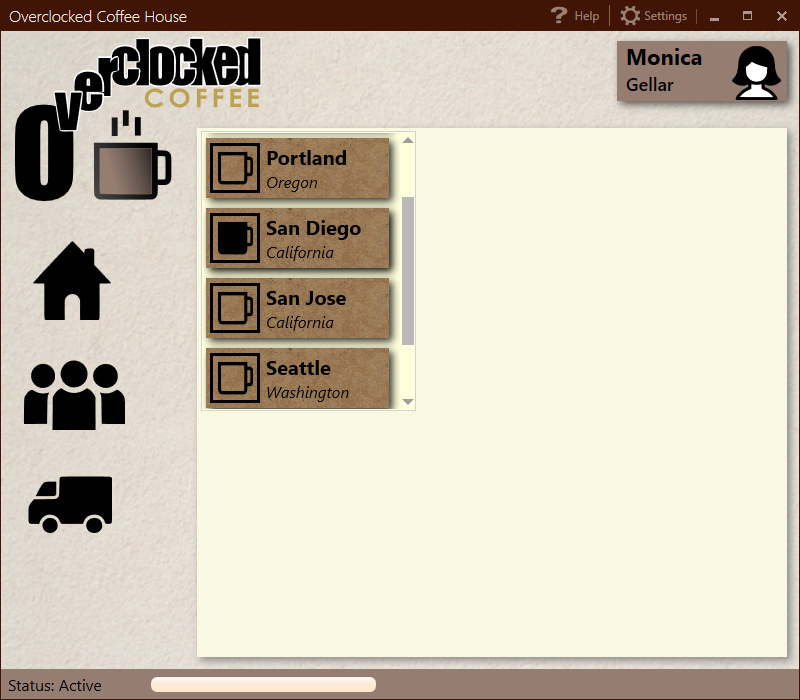 Overclocked Coffee House
Help
Settings
Overclocked
COFFEE
Monica
Gellar
Portland
Oregon
San Diego
California
San Jose
California
Seattle
Washington
Status: Active